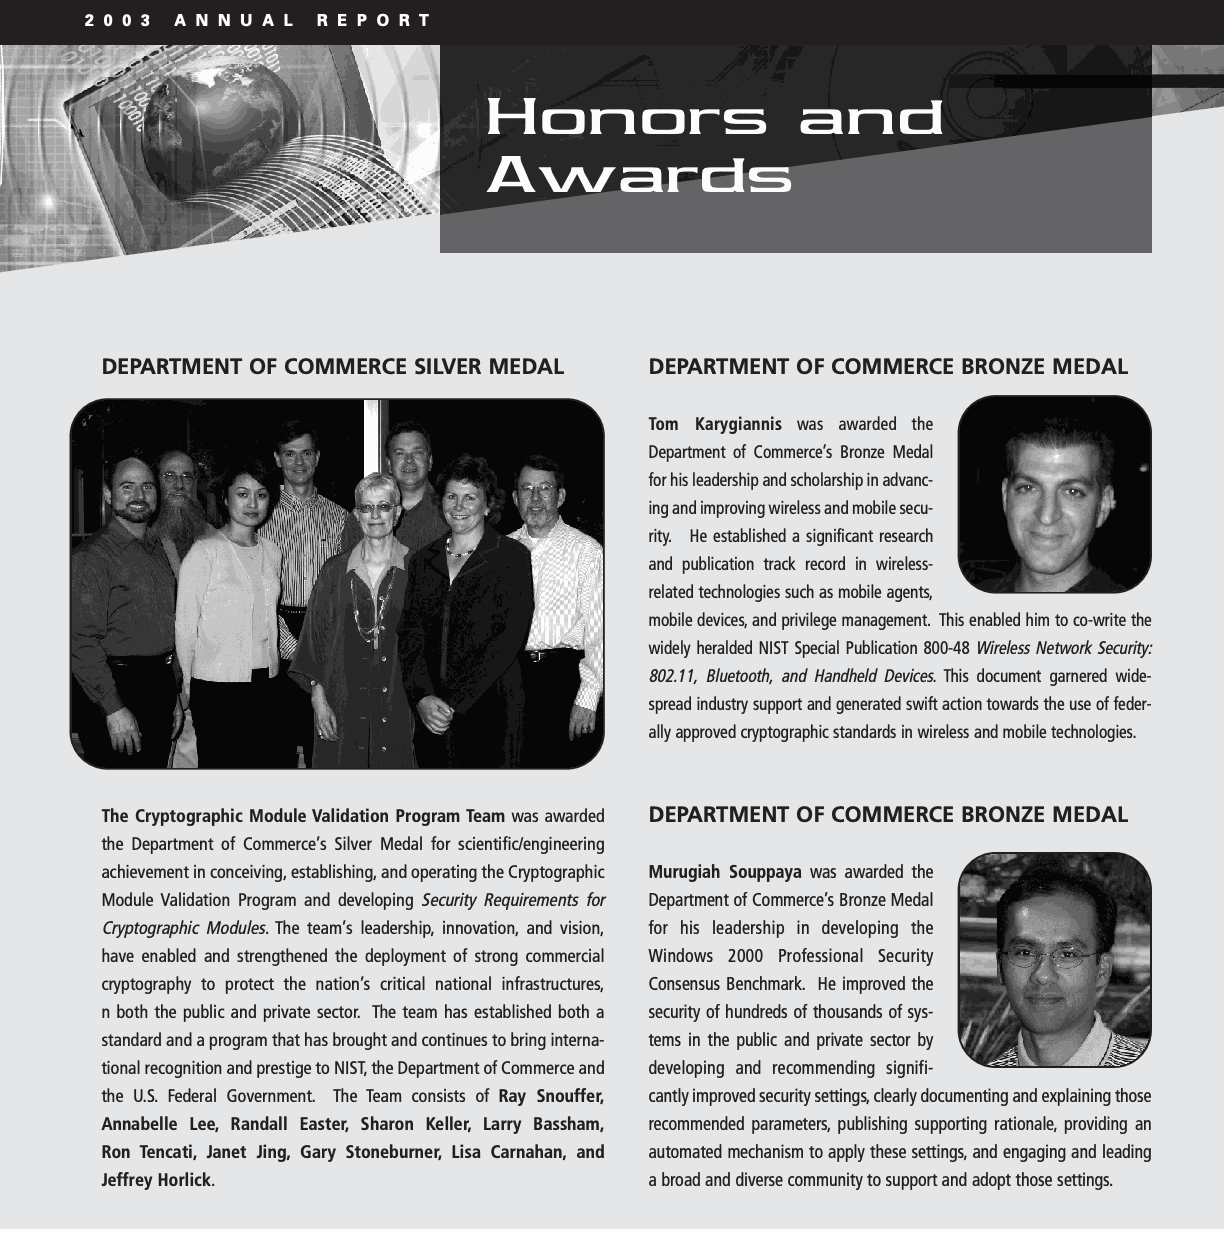 2003 ANNUAL REPORT
Honors and
Awards
DEPARTMENT OF COMMERCE SILVER MEDAL
The Cryptographic Module Validation Program Team was awarded
the Department of Commerce’s Silver Medal for scientific/engineering
achievement in conceiving, establishing, and operating the Cryptographic
Module Validation Program and developing Security Requirements for
Cryptographic Modules. The team’s leadership, innovation, and vision,
have enabled and strengthened the deployment of strong commercial
cryptography to protect the nation’s critical national infrastructures,
n both the public and private sector. The team has established both a
standard and a program that has brought and continues to bring interna-
tional recognition and prestige to NIST, the Department of Commerce and
the U.S. Federal Government. The Team consists of Ray Snouffer,
Annabelle Lee, Randall Easter, Sharon Keller, Larry Bassham,
Ron Tencati, Janet Jing, Gary Stoneburner, Lisa Carnahan, and
Jeffrey Horlick.
DEPARTMENT OF COMMERCE BRONZE MEDAL
Tom Karygiannis was awarded the
Department of Commerce’s Bronze Medal
for his leadership and scholarship in advanc-
ing and improving wireless and mobile secu-
rity. He established a significant research
and publication track record in wireless-
related technologies such as mobile agents,
mobile devices, and privilege management. This enabled him to co-write the
widely heralded NIST Special Publication 800-48 Wireless Network Security:
802.11, Bluetooth, and Handheld Devices. This document garnered wide-
spread industry support and generated swift action towards the use of feder-
ally approved cryptographic standards in wireless and mobile technologies.
DEPARTMENT OF COMMERCE BRONZE MEDAL
Murugiah Souppaya was awarded the
Department of Commerce’s Bronze Medal
for his leadership in developing the
Windows 2000 Professional Security
Consensus Benchmark. He improved the
security of hundreds of thousands of sys-
tems in the public and private sector by
developing and recommending signifi-
cantly improved security settings, clearly documenting and explaining those
recommended parameters, publishing supporting rationale, providing an
automated mechanism to apply these settings, and engaging and leading
a broad and diverse community to support and adopt those settings.